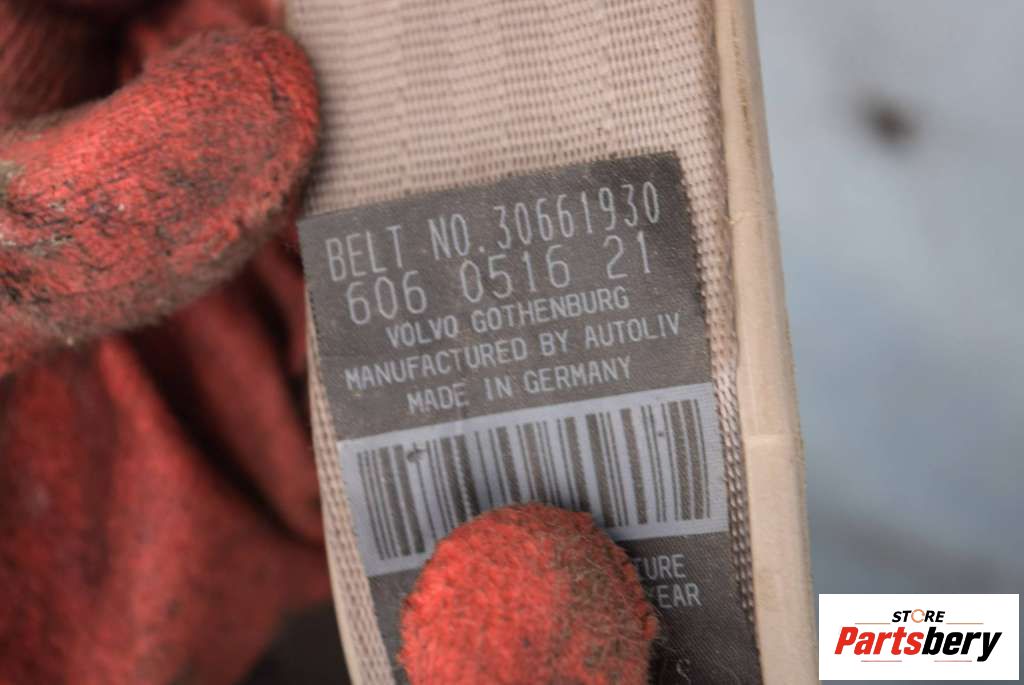 BELT NO.30661930
606 0516 21
VOLVO GOTHENBURG
MANUFACTURED BY AUTOLIV
MADE IN GERMANY
STORE
Partsbery